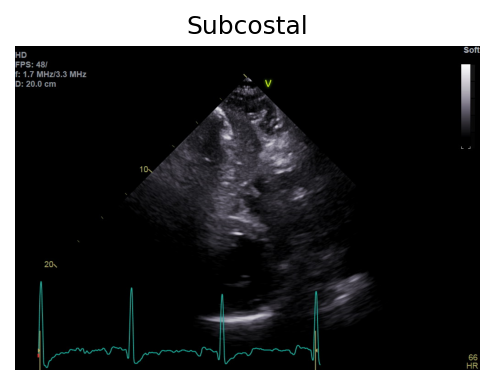 Subcostal
HD
FPS: 48/
f: 1.7 MHz/3.3 MHz
D: 20.0 cm
Soft
V
10
20
66
HR